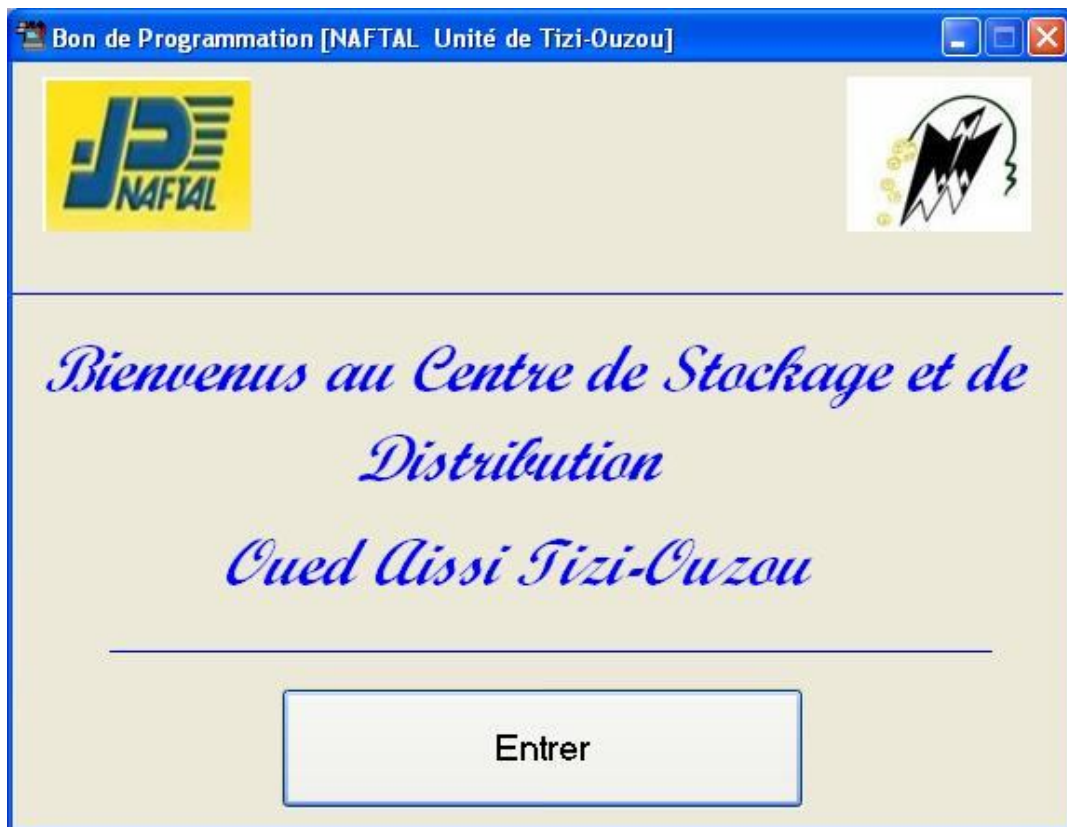 Bon de Programmation [NAFTAL Unité de Tizi-Ouzou]
NAFTAL
Bienvenus au Centre de Stockage et de
Distribution
Oued Aissi Tizi-Ouzou
Entrer